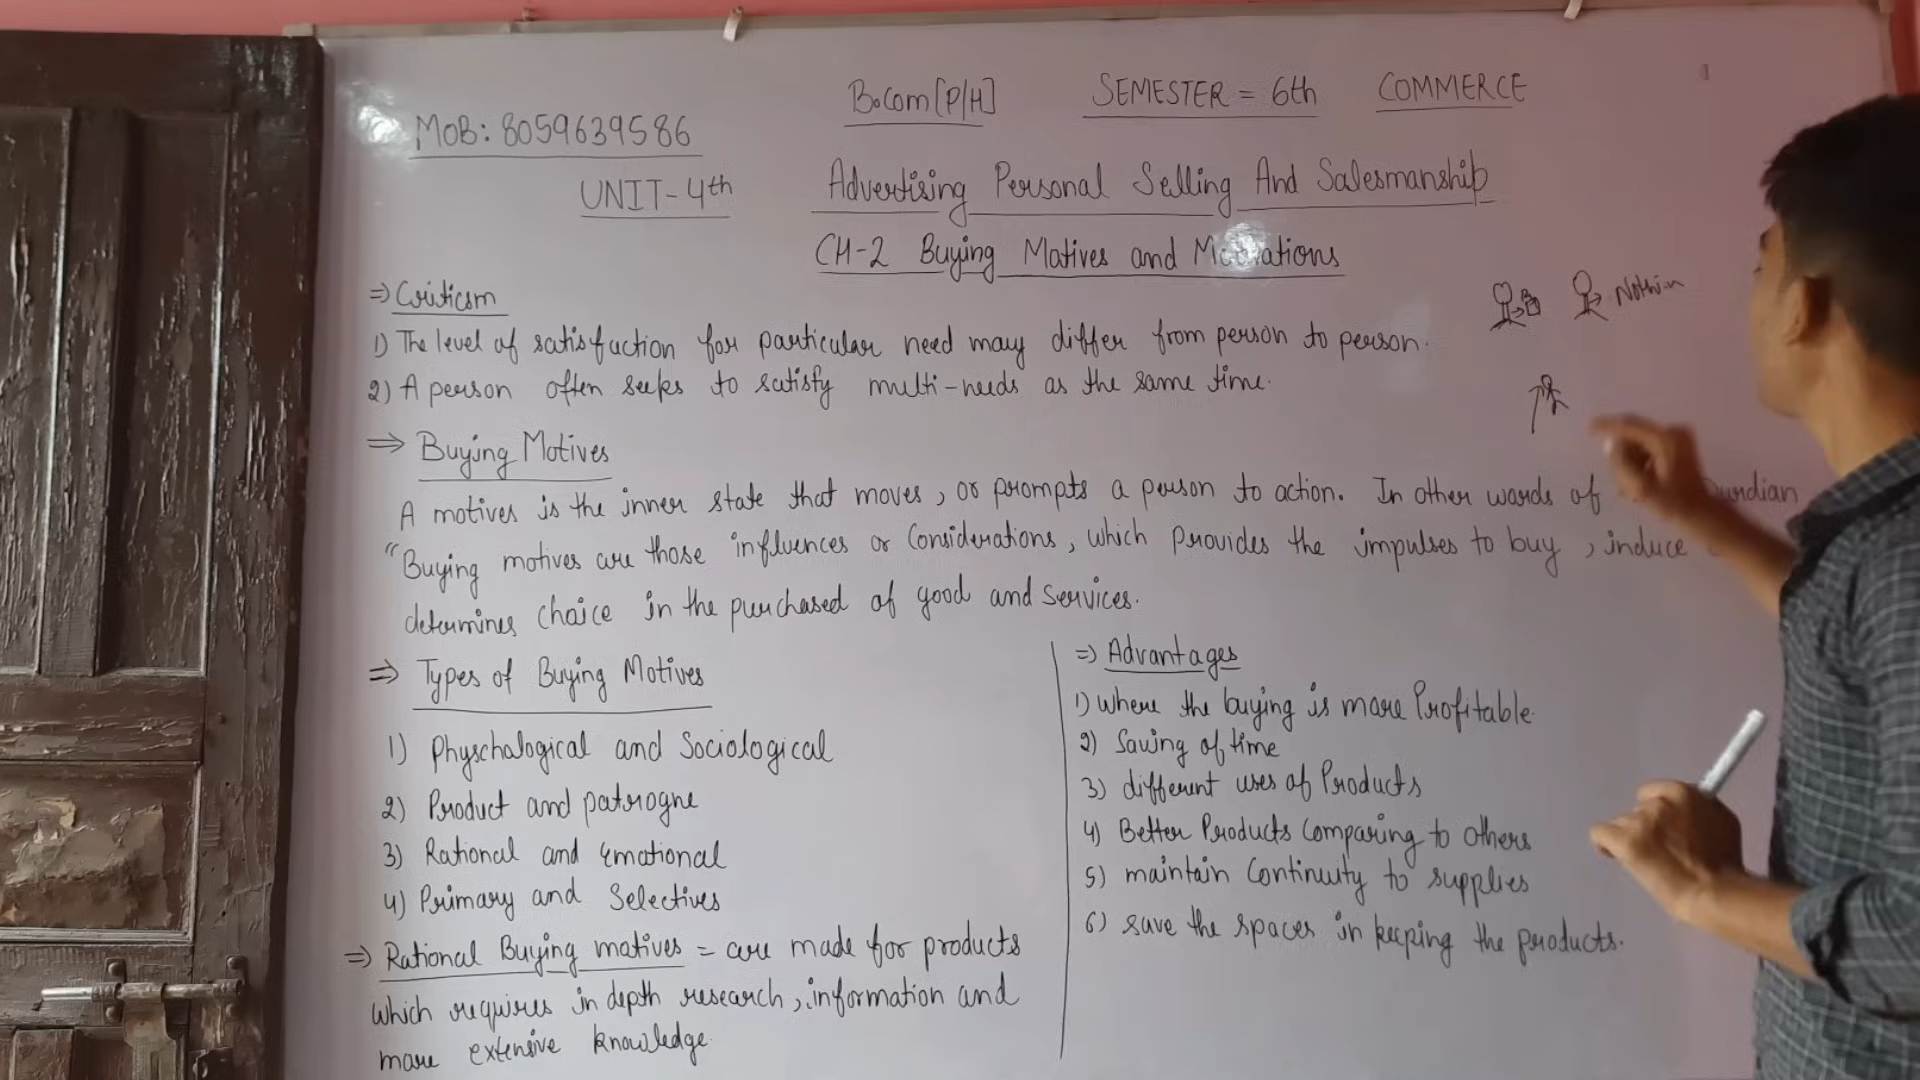 B.Com[P/H] SEMESTER = 6th COMMERCE
MOB: 8059639586
UNIT-4th Advertising Personal Selling And Salesmanship
CH-2 Buying Motives and Motivations
⇒ Criticsm
1) The level of satisfaction for particular need may differ from person to person.
2) A person often seeks to satisfy multi-needs as the same time.
Nothin
⇒ Buying Motives
A motives is the inner state that moves, or prompts a person to action. In other words of
"Buying motives are those influences or Considerations, which Provides the impulses to buy, induce
determines choice in the purchased of good and services.
⇒ Types of Buying Motives
1) Physchological and Sociological
2) Product and patrogne
3) Rational and Emotional
4) Primary and Selectives
⇒ Rational Buying motives = are made for products
which requires in depth research, information and
more extensive knowledge.
⇒ Advantages
1) Where the buying is more Profitable
2) Saving of time
3) different uses of Products
4) Better Products Comparing to others
5) maintain Continuity to supplies
6) save the spaces in keeping the products.